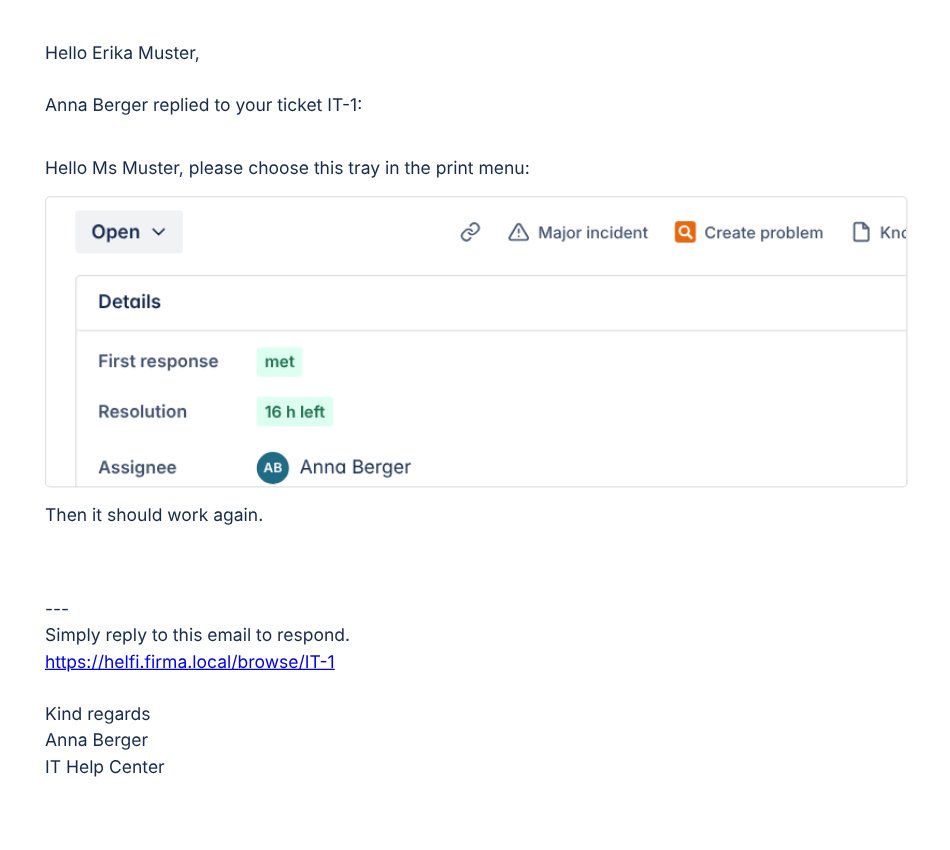 Hello Erika Muster,
Anna Berger replied to your ticket IT-1:
Hello Ms Muster, please choose this tray in the print menu:
Open
Major incident
Create problem
Details
First response met
Resolution 16 h left
Assignee AB Anna Berger
Then it should work again.
---
Simply reply to this email to respond.
https://helfi.firma.local/browse/IT-1
Kind regards
Anna Berger
IT Help Center